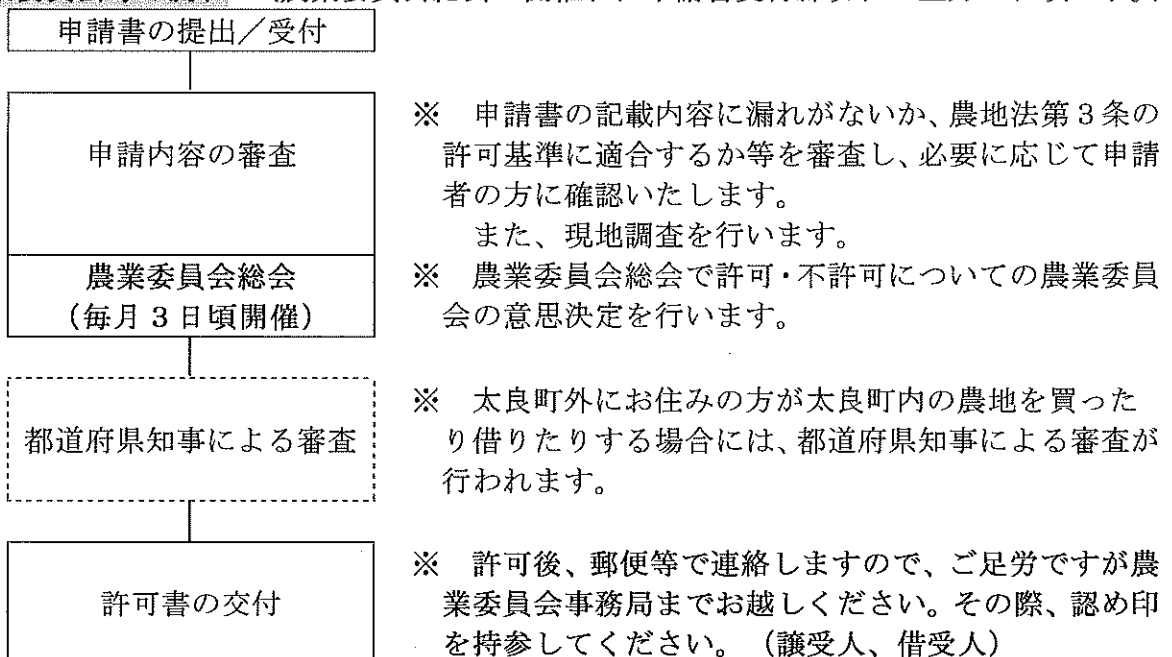 申請書の提出/受付
申請内容の審査
※ 申請書の記載内容に漏れがないか、農地法第3条の
許可基準に適合するか等を審査し、必要に応じて申請
者の方に確認いたします。
また、現地調査を行います。
農業委員会総会
(毎月3日頃開催)
※ 農業委員会総会で許可・不許可についての農業委員
会の意思決定を行います。
都道府県知事による審査
※ 太良町外にお住みの方が太良町内の農地を買った
り借りたりする場合には、都道府県知事による審査が
行われます。
許可書の交付
※ 許可後、郵便等で連絡しますので、ご足労ですが農
業委員会事務局までお越しください。その際、認め印
を持参してください。(譲受人、借受人)